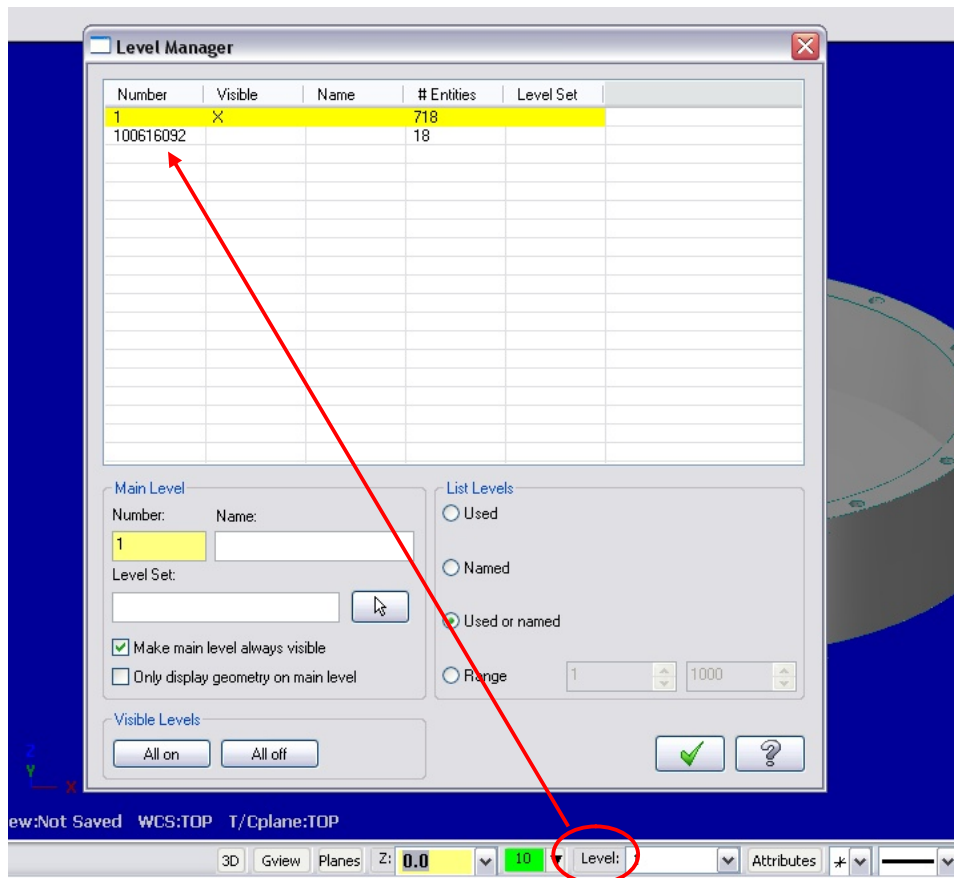 Level Manager
Number Visible Name # Entities Level Set
1 X 718
100616092 18
Main Level
Number: Name:
1
Level Set:
Make main level always visible
Only display geometry on main level
List Levels
Used
Named
Used or named
Range 1 1000
Visible Levels
All on All off
Z
Y
X
ew:Not Saved WCS:TOP T/Cplane:TOP
3D Gview Planes Z: 0.0 10 Level: Attributes